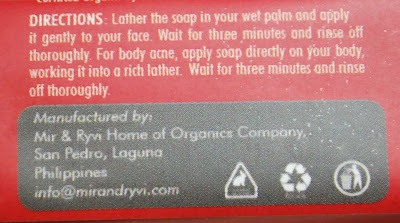 DIRECTIONS: Lather the soap in your wet palm and apply
it gently to your face. Wait for three minutes and rinse
off thoroughly. For body acne, apply soap directly on your body,
working it into a rich lather. Wait for three minutes and rinse
off thoroughly.
Manufactured by:
Mir & Ryvi Home of Organics Company,
San Pedro, Laguna
Philippines
info@mirandryvi.com